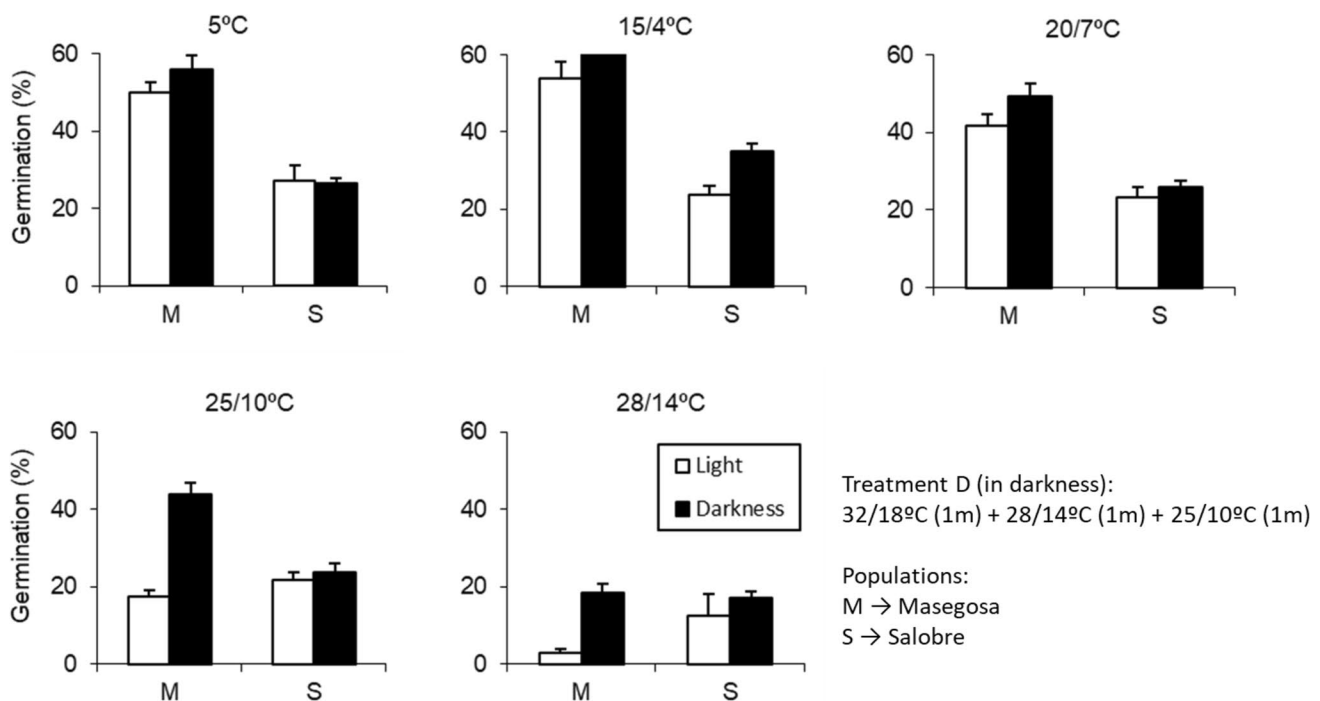 5ºC
15/4ºC
20/7ºC
Germination (%)
60
40
20
0
M
S
60
40
20
0
M
S
60
40
20
0
M
S
25/10ºC
28/14ºC
Germination (%)
60
40
20
0
M
S
60
40
20
0
M
S
Light
Darkness
Treatment D (in darkness):
32/18ºC (1m) + 28/14ºC (1m) + 25/10ºC (1m)
Populations:
M → Masegosa
S → Salobre